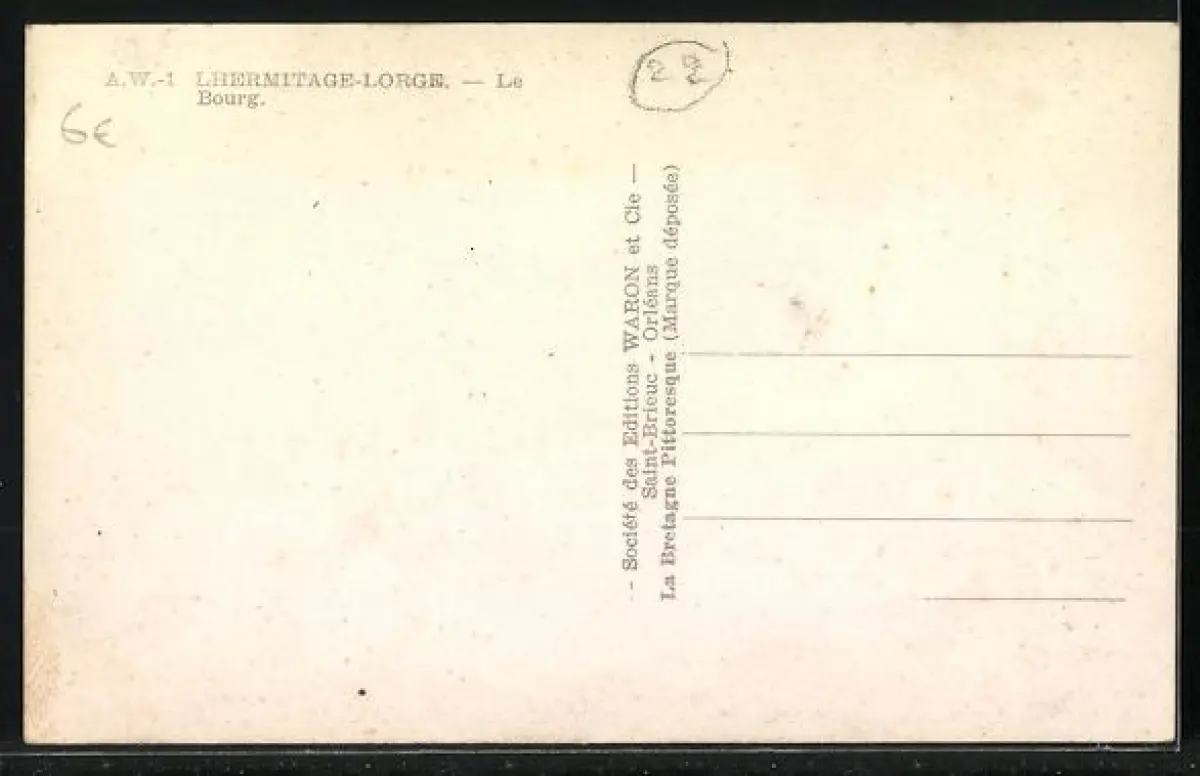 A.W.-1 LHERMITAGE-LORGE. — Le
Bourg.
6€
22
-- Société des Editions WARON et Cie —
Saint-Brieuc - Orléans
La Bretagne Pittoresque (Marque déposée)